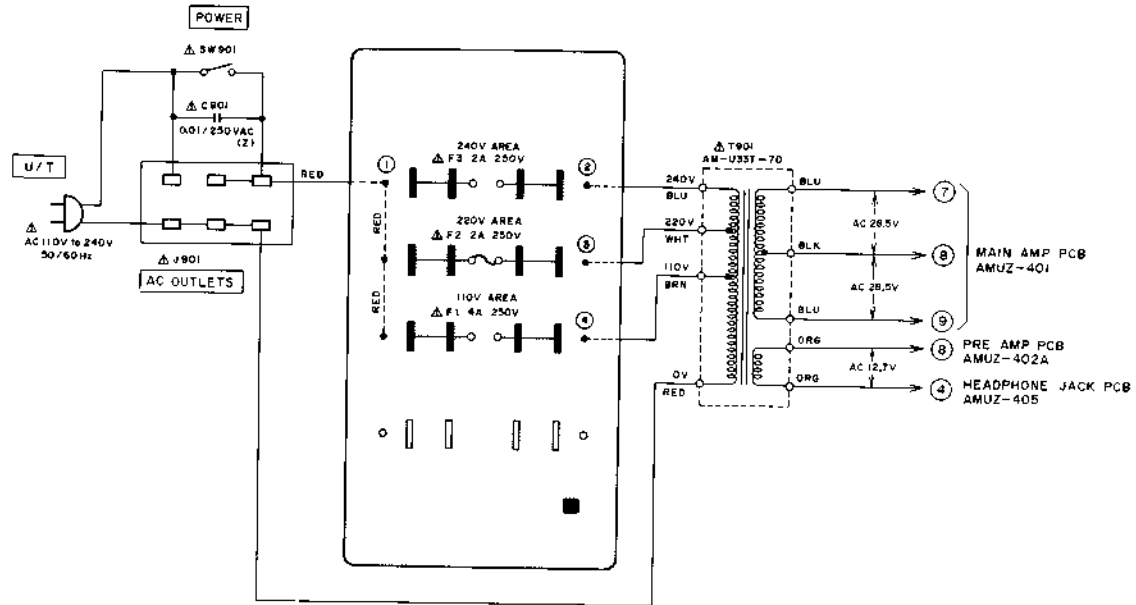 POWER
⚠ SW901
⚠ C901
0.01/250VAC
(Z)
U/T
⚠
AC110V to 240V
50/60Hz
⚠ J901
AC OUTLETS
RED
①
RED
RED
240V AREA
⚠ F3 2A 250V
②
220V AREA
⚠ F2 2A 250V
③
110V AREA
⚠ F1 4A 250V
④
⚠ T901
AM-U33T-70
240V
BLU
220V
WHT
110V
BRN
0V
RED
BLU
AC 28.5V
BLK
AC 28.5V
BLU
ORG
AC 12.7V
ORG
⑦
⑧
⑨
MAIN AMP PCB
AMUZ-401
⑧ PRE AMP PCB
AMUZ-402A
④ HEADPHONE JACK PCB
AMUZ-405